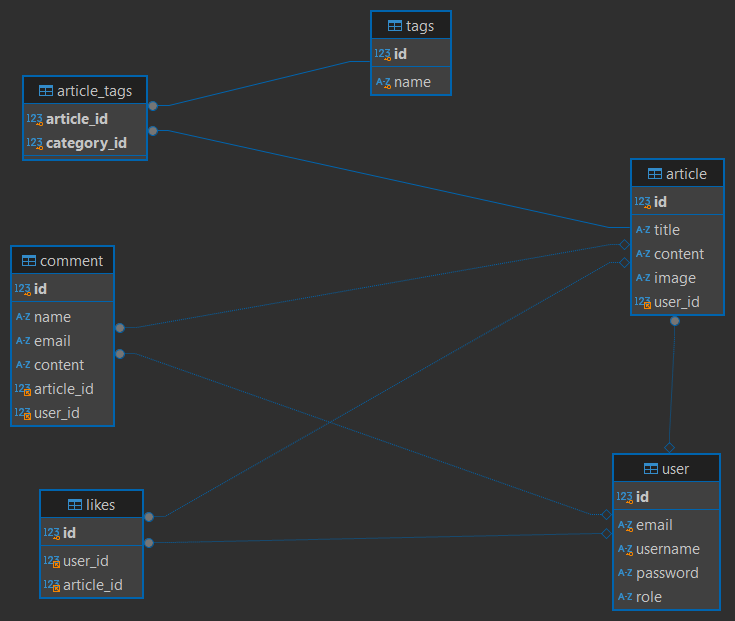 tags
123 id
A-Z name
article_tags
123 article_id
123 category_id
article
123 id
A-Z title
A-Z content
A-Z image
123 user_id
comment
123 id
A-Z name
A-Z email
A-Z content
123 article_id
123 user_id
likes
123 id
123 user_id
123 article_id
user
123 id
A-Z email
A-Z username
A-Z password
A-Z role